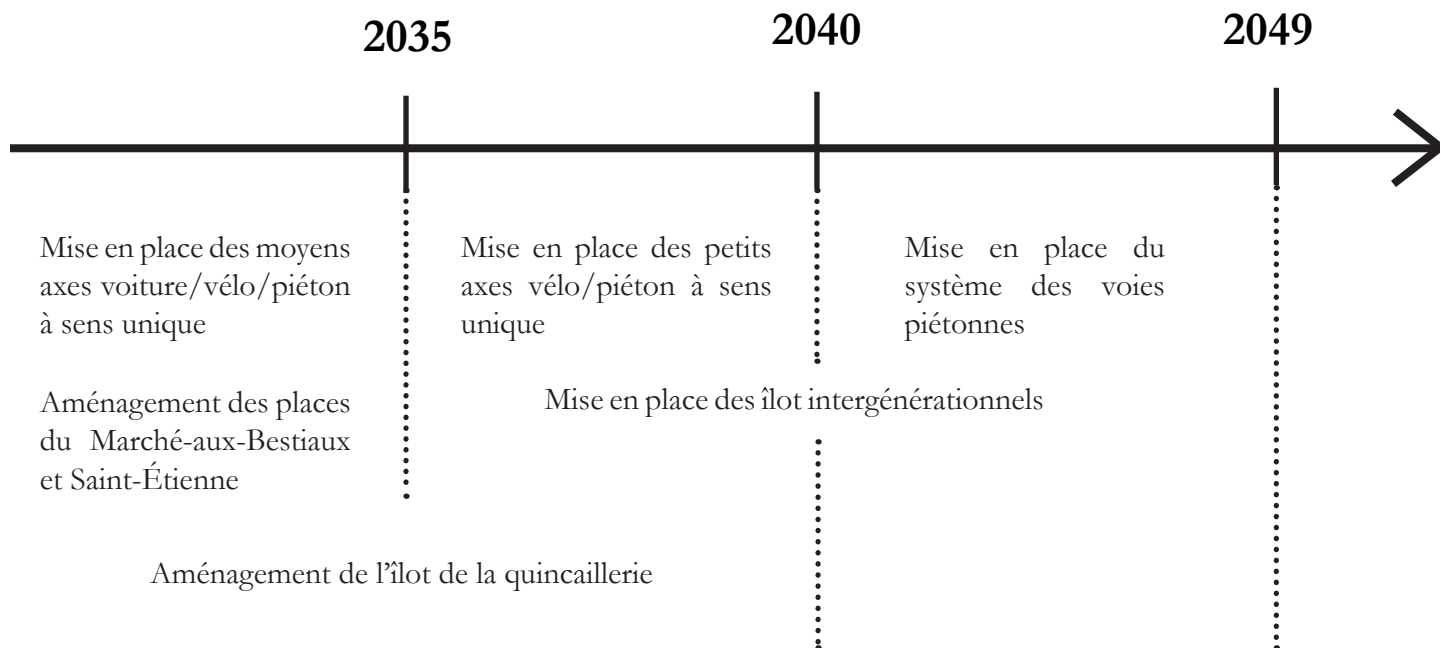 2035
2040
2049
Mise en place des moyens
axes voiture/vélo/piéton
à sens unique
Mise en place des petits
axes vélo/piéton à sens
unique
Mise en place du
système des voies
piétonnes
Aménagement des places
du Marché-aux-Bestiaux
et Saint-Étienne
Mise en place des îlot intergénérationnels
Aménagement de l'îlot de la quincaillerie